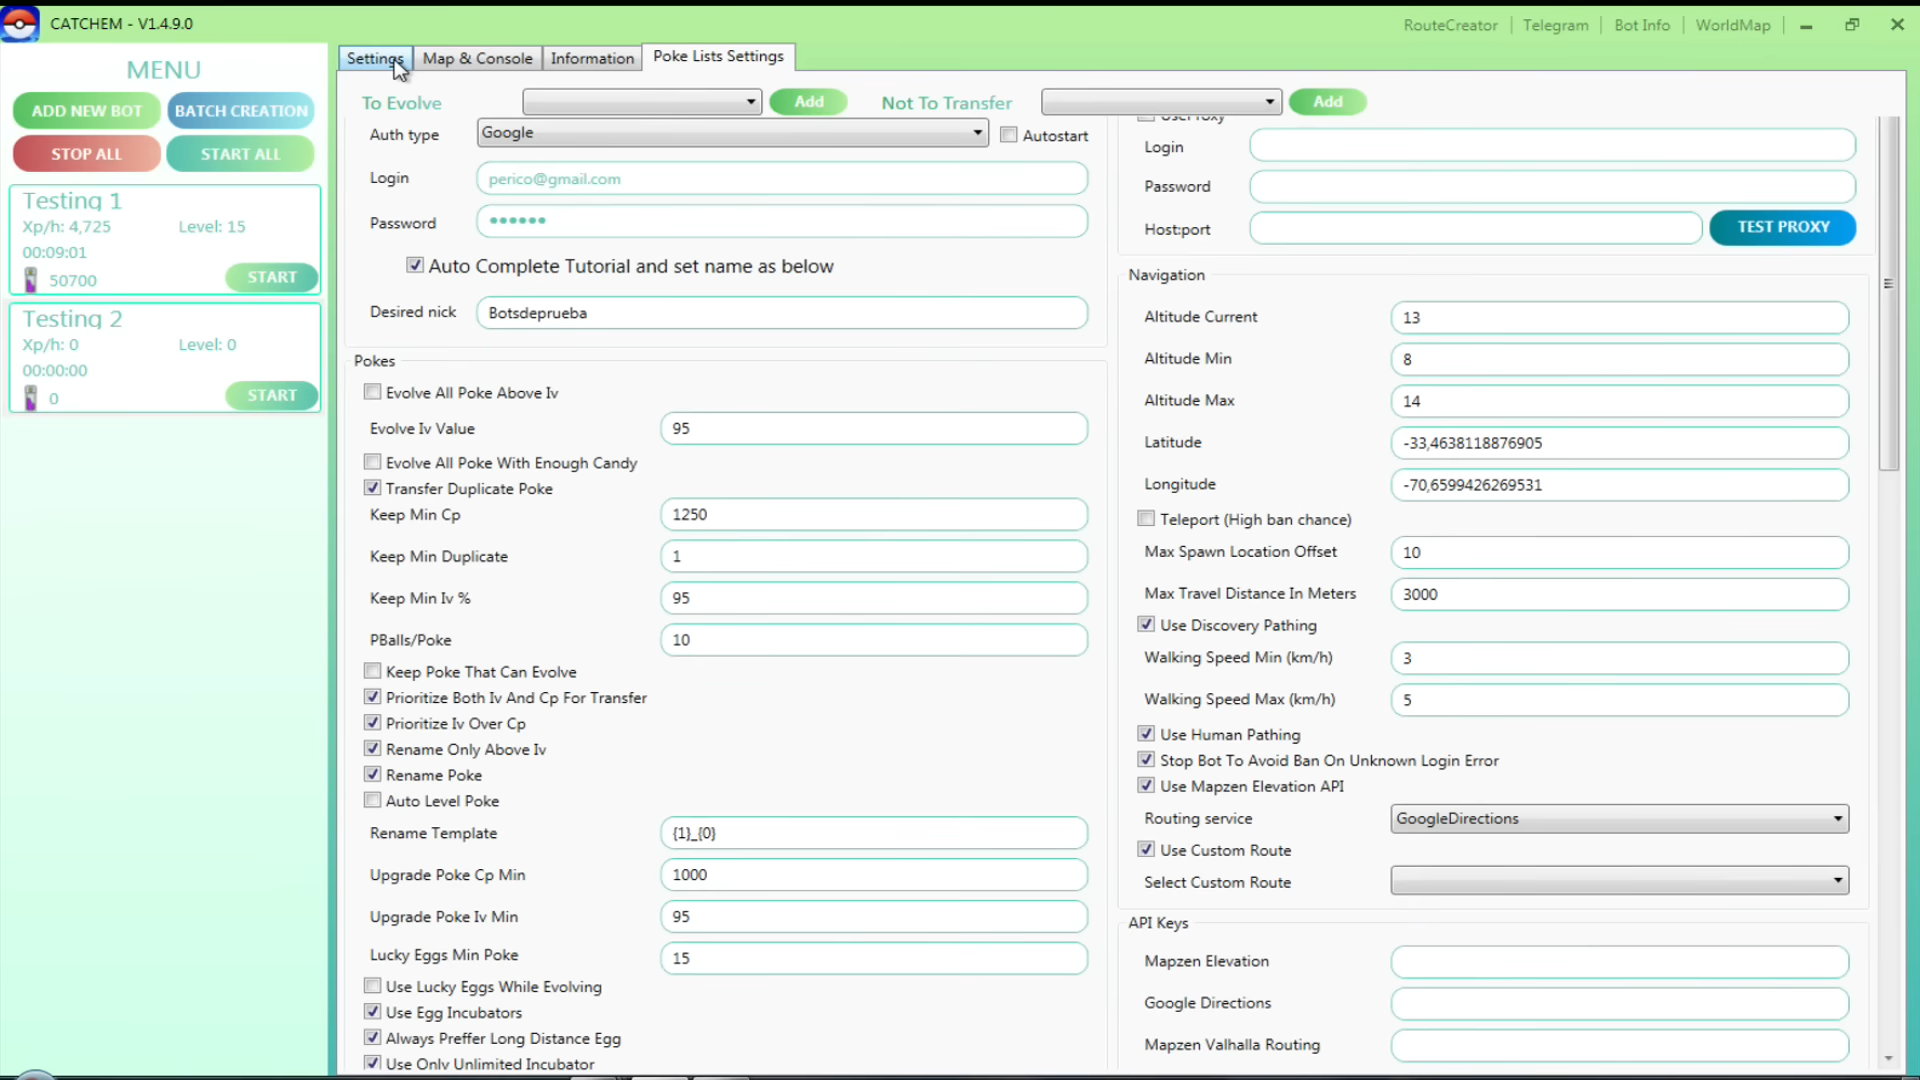 CATCHEM - V1.4.9.0
RouteCreator
Telegram
Bot Info
WorldMap
MENU
ADD NEW BOT
BATCH CREATION
STOP ALL
START ALL
Testing 1
Xp/h: 4,725 Level: 15
00:09:01
50700
START
Testing 2
Xp/h: 0 Level: 0
00:00:00
0
START
Settings
Map & Console
Information
Poke Lists Settings
To Evolve
Add
Not To Transfer
Add
Auth type
Google
Autostart
Login
perico@gmail.com
Password
••••••
Auto Complete Tutorial and set name as below
Desired nick
Botsdeprueba
Pokes
Evolve All Poke Above Iv
Evolve Iv Value
95
Evolve All Poke With Enough Candy
Transfer Duplicate Poke
Keep Min Cp
1250
Keep Min Duplicate
1
Keep Min Iv %
95
PBalls/Poke
10
Keep Poke That Can Evolve
Prioritize Both Iv And Cp For Transfer
Prioritize Iv Over Cp
Rename Only Above Iv
Rename Poke
Auto Level Poke
Rename Template
{1}_{0}
Upgrade Poke Cp Min
1000
Upgrade Poke Iv Min
95
Lucky Eggs Min Poke
15
Use Lucky Eggs While Evolving
Use Egg Incubators
Always Preffer Long Distance Egg
Use Only Unlimited Incubator
UseProxy
Login
Password
Host:port
TEST PROXY
Navigation
Altitude Current
13
Altitude Min
8
Altitude Max
14
Latitude
-33,4638118876905
Longitude
-70,6599426269531
Teleport (High ban chance)
Max Spawn Location Offset
10
Max Travel Distance In Meters
3000
Use Discovery Pathing
Walking Speed Min (km/h)
3
Walking Speed Max (km/h)
5
Use Human Pathing
Stop Bot To Avoid Ban On Unknown Login Error
Use Mapzen Elevation API
Routing service
GoogleDirections
Use Custom Route
Select Custom Route
API Keys
Mapzen Elevation
Google Directions
Mapzen Valhalla Routing